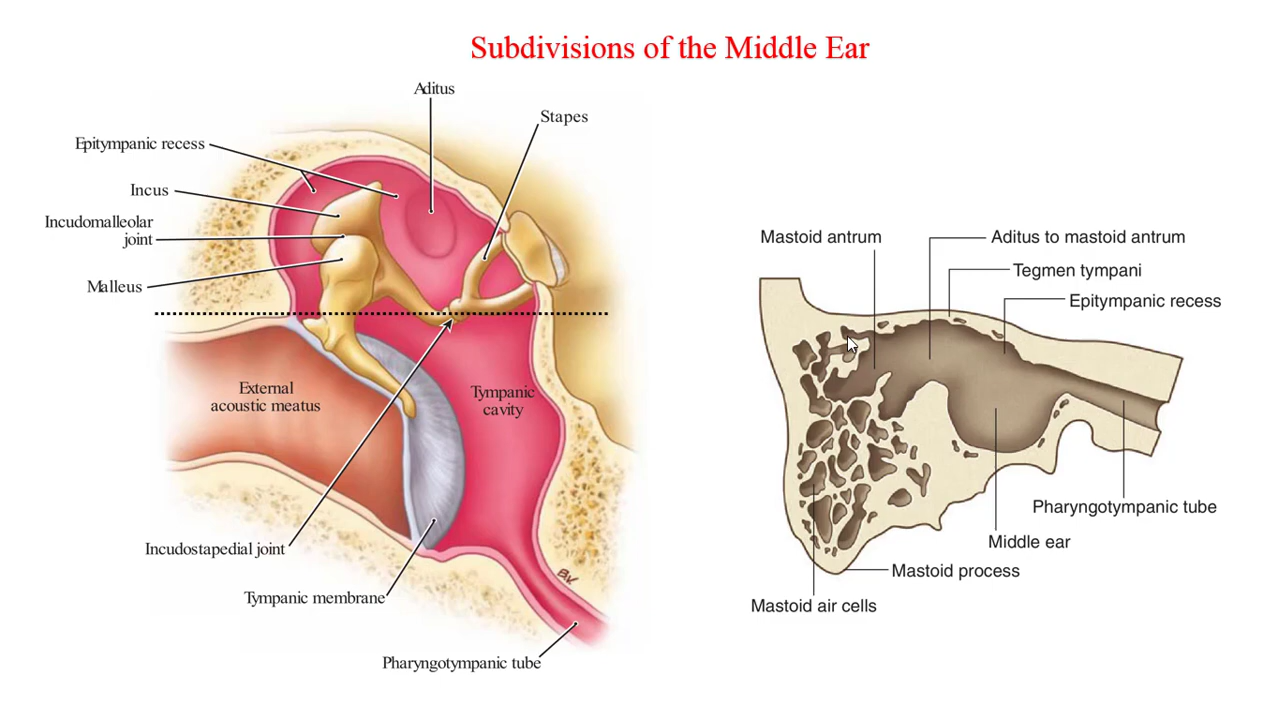 Subdivisions of the Middle Ear
Aditus
Stapes
Epitympanic recess
Incus
Incudomalleolar
joint
Malleus
External
acoustic meatus
Tympanic
cavity
Incudostapedial joint
Tympanic membrane
Pharyngotympanic tube
Mastoid antrum
Aditus to mastoid antrum
Tegmen tympani
Epitympanic recess
Pharyngotympanic tube
Middle ear
Mastoid process
Mastoid air cells